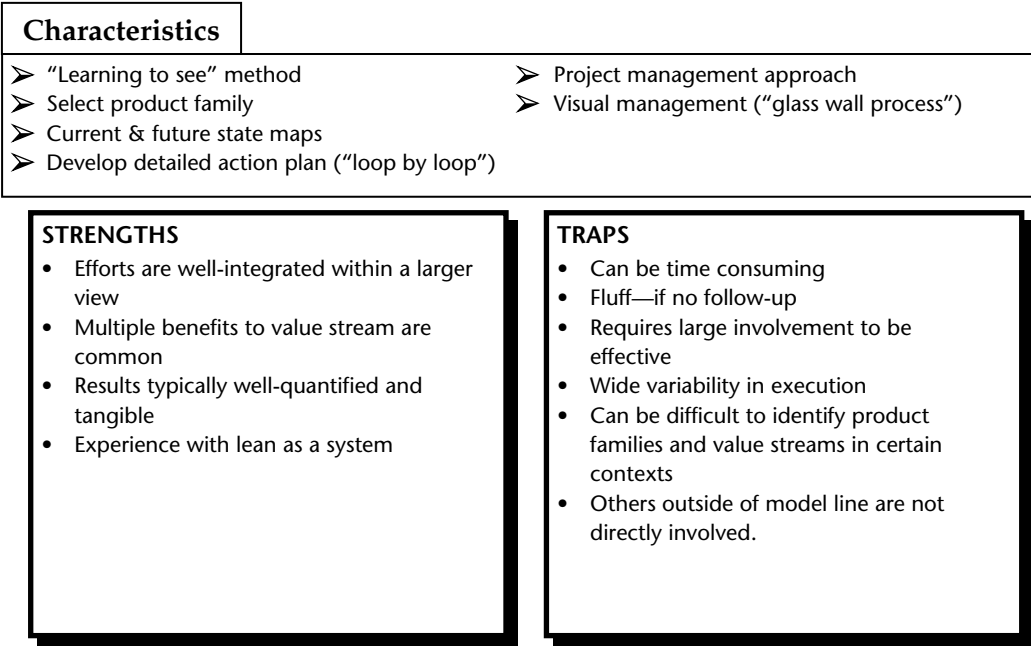 Characteristics
➢ “Learning to see” method
➢ Select product family
➢ Current & future state maps
➢ Develop detailed action plan (“loop by loop”)
➢ Project management approach
➢ Visual management (“glass wall process”)
STRENGTHS
• Efforts are well-integrated within a larger
view
• Multiple benefits to value stream are
common
• Results typically well-quantified and
tangible
• Experience with lean as a system
TRAPS
• Can be time consuming
• Fluff—if no follow-up
• Requires large involvement to be
effective
• Wide variability in execution
• Can be difficult to identify product
families and value streams in certain
contexts
• Others outside of model line are not
directly involved.